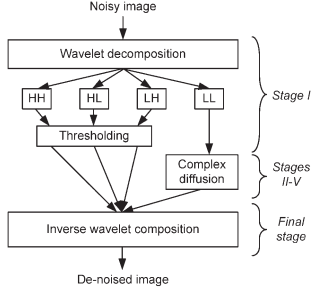 Noisy image
Wavelet decomposition
HH
HL
LH
LL
Stage I
Thresholding
Complex
diffusion
Stages
II-V
Inverse wavelet composition
Final
stage
De-noised image